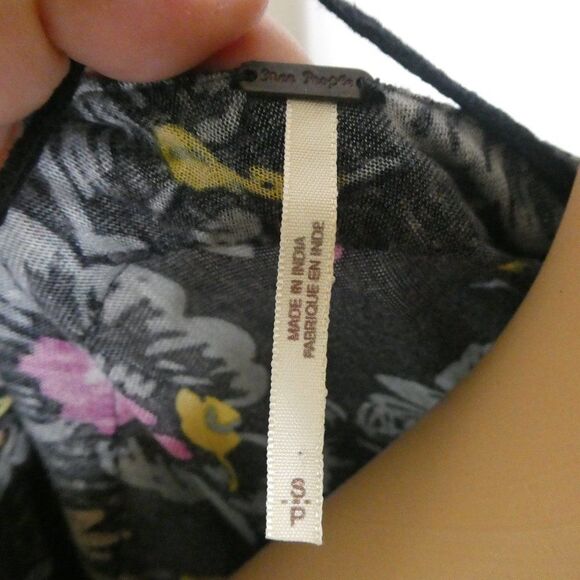 Free People
MADE IN INDIA
FABRIQUE EN INDE
S:P